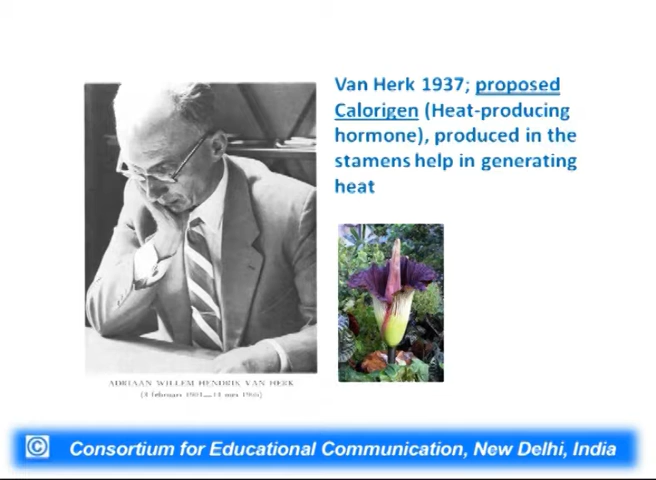 Van Herk 1937; proposed
Calorigen (Heat-producing
hormone), produced in the
stamens help in generating
heat
ADRIAAN WILLEM HENDRIK VAN HERK
© Consortium for Educational Communication, New Delhi, India